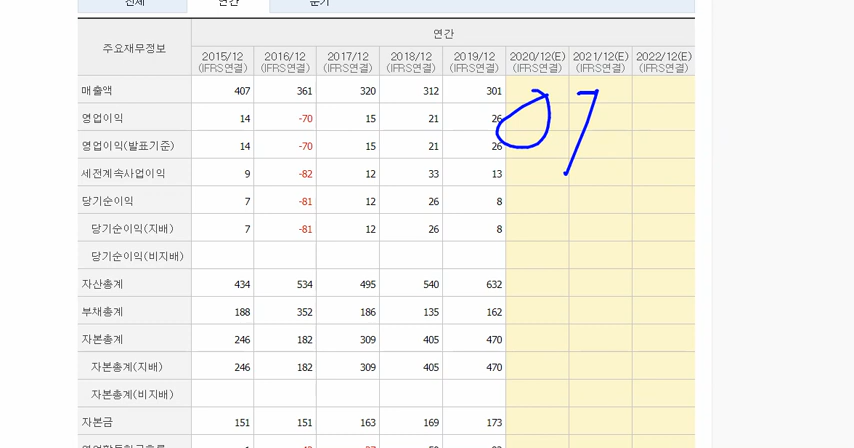 전체 연간 분기
주요재무정보 연간
2015/12 2016/12 2017/12 2018/12 2019/12 2020/12(E) 2021/12(E) 2022/12(E)
(IFRS연결) (IFRS연결) (IFRS연결) (IFRS연결) (IFRS연결) (IFRS연결) (IFRS연결) (IFRS연결)
매출액 407 361 320 312 301
영업이익 14 -70 15 21 26
영업이익(발표기준) 14 -70 15 21 26
세전계속사업이익 9 -82 12 33 13
당기순이익 7 -81 12 26 8
당기순이익(지배) 7 -81 12 26 8
당기순이익(비지배)
자산총계 434 534 495 540 632
부채총계 188 352 186 135 162
자본총계 246 182 309 405 470
자본총계(지배) 246 182 309 405 470
자본총계(비지배)
자본금 151 151 163 169 173